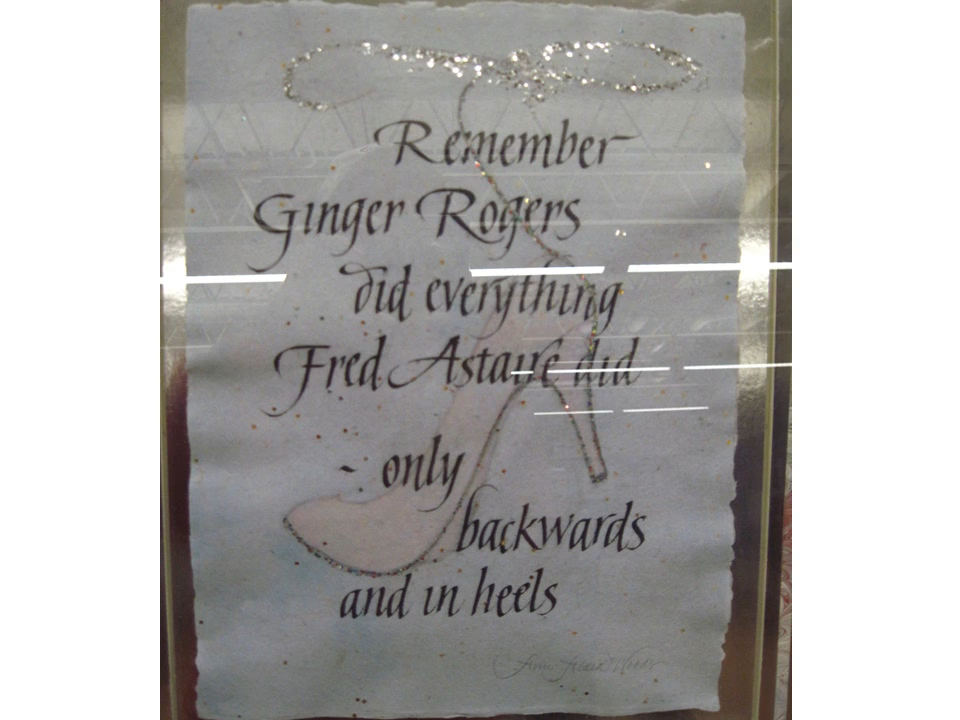 Remember
Ginger Rogers
did everything
Fred Astaire did
- only
backwards
and in heels